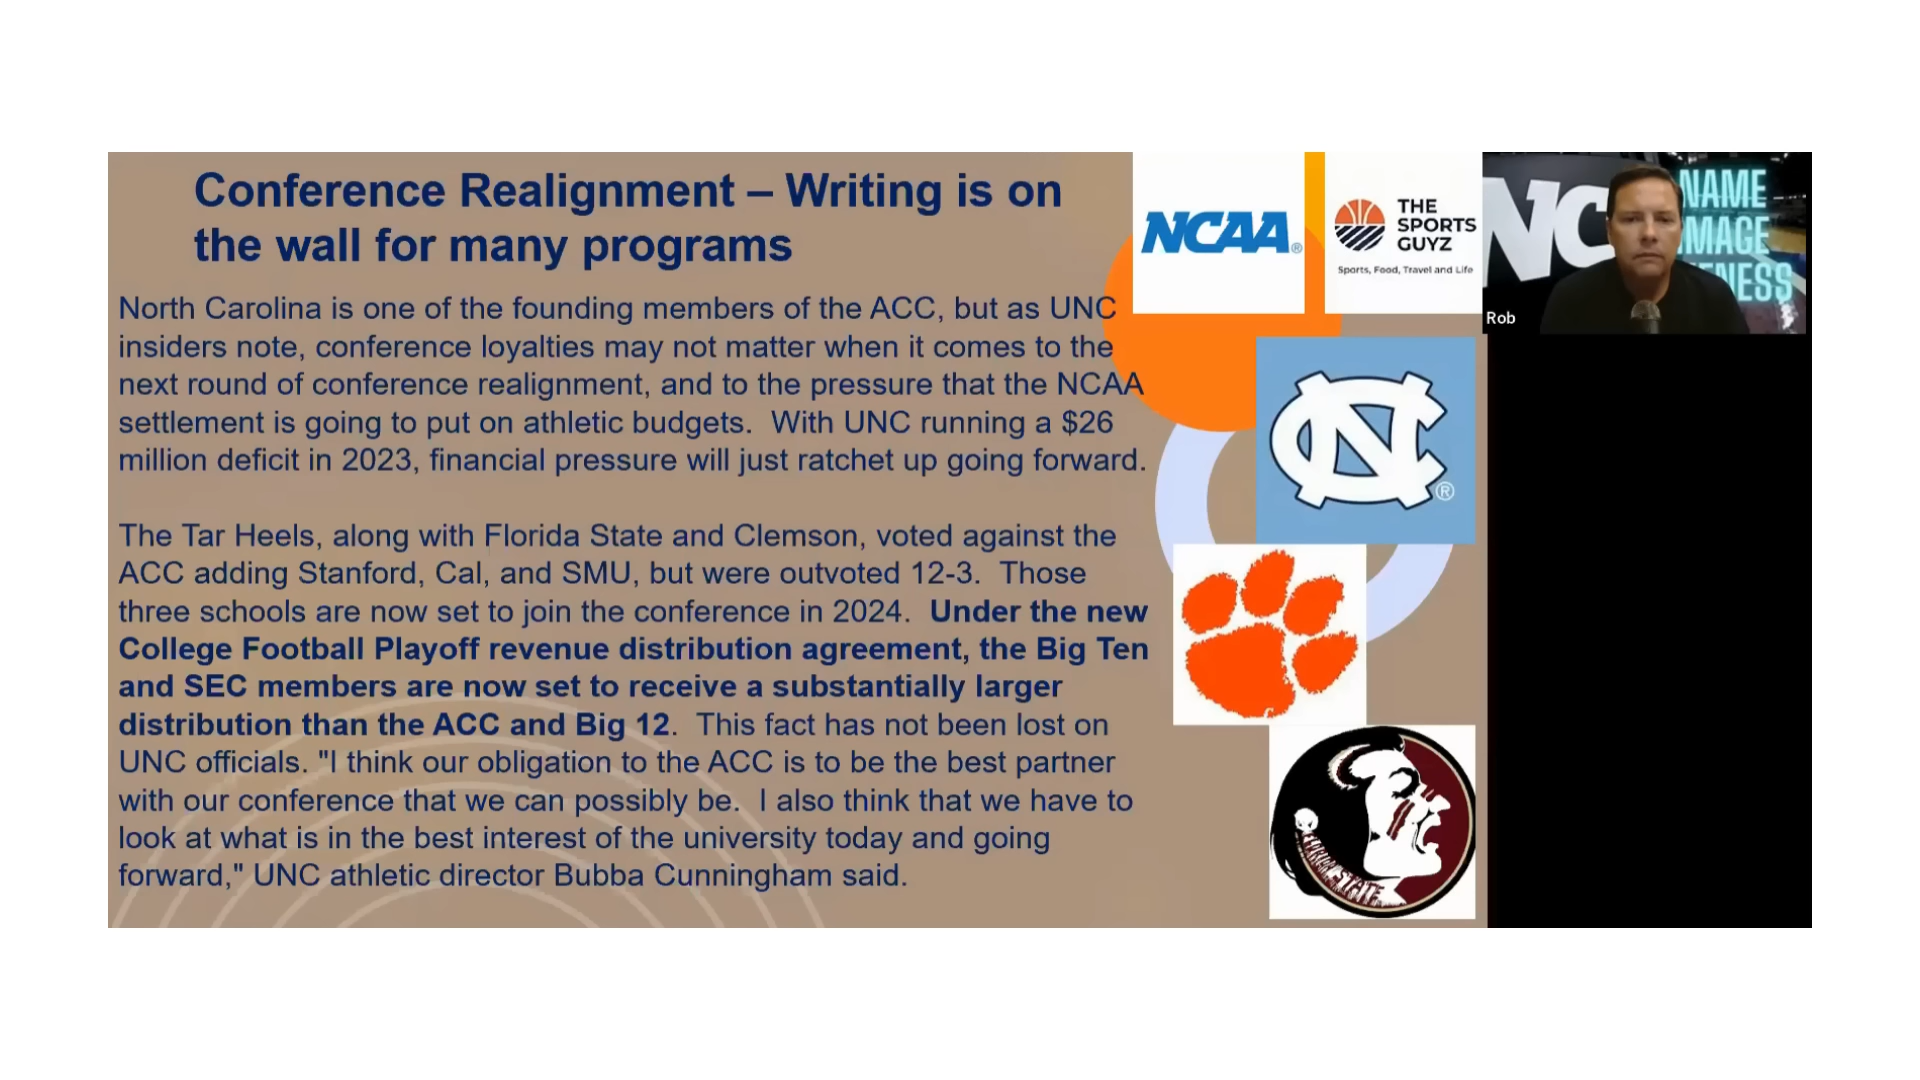 Conference Realignment – Writing is on
the wall for many programs
North Carolina is one of the founding members of the ACC, but as UNC
insiders note, conference loyalties may not matter when it comes to the
next round of conference realignment, and to the pressure that the NCAA
settlement is going to put on athletic budgets.  With UNC running a $26
million deficit in 2023, financial pressure will just ratchet up going forward.
The Tar Heels, along with Florida State and Clemson, voted against the
ACC adding Stanford, Cal, and SMU, but were outvoted 12-3.  Those
three schools are now set to join the conference in 2024.  Under the new
College Football Playoff revenue distribution agreement, the Big Ten
and SEC members are now set to receive a substantially larger
distribution than the ACC and Big 12.  This fact has not been lost on
UNC officials. "I think our obligation to the ACC is to be the best partner
with our conference that we can possibly be.  I also think that we have to
look at what is in the best interest of the university today and going
forward," UNC athletic director Bubba Cunningham said.
NCAA®
THE
SPORTS
GUYZ
Sports, Food, Travel and Life
NC
NAME
IMAGE
ENESS
Rob
NC®
STATE